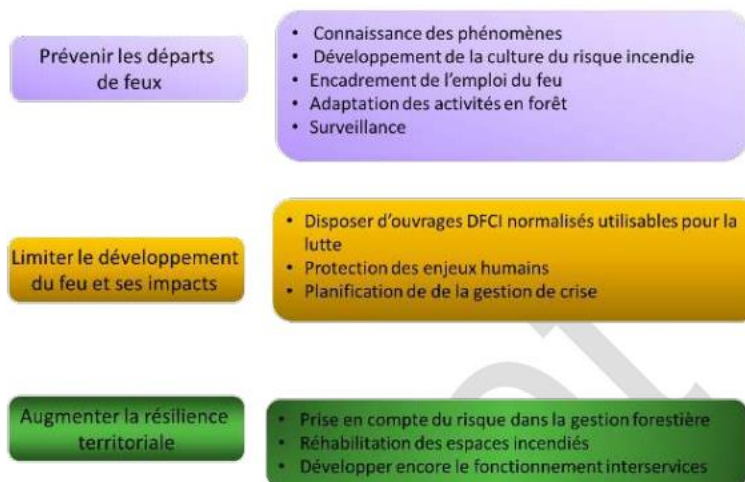 Prévenir les départs
de feux
• Connaissance des phénomènes
• Développement de la culture du risque incendie
• Encadrement de l'emploi du feu
• Adaptation des activités en forêt
• Surveillance
Limiter le développement
du feu et ses impacts
• Disposer d'ouvrages DFCI normalisés utilisables pour la
lutte
• Protection des enjeux humains
• Planification de de la gestion de crise
Augmenter la résilience
territoriale
• Prise en compte du risque dans la gestion forestière
• Réhabilitation des espaces incendiés
• Développer encore le fonctionnement interservices